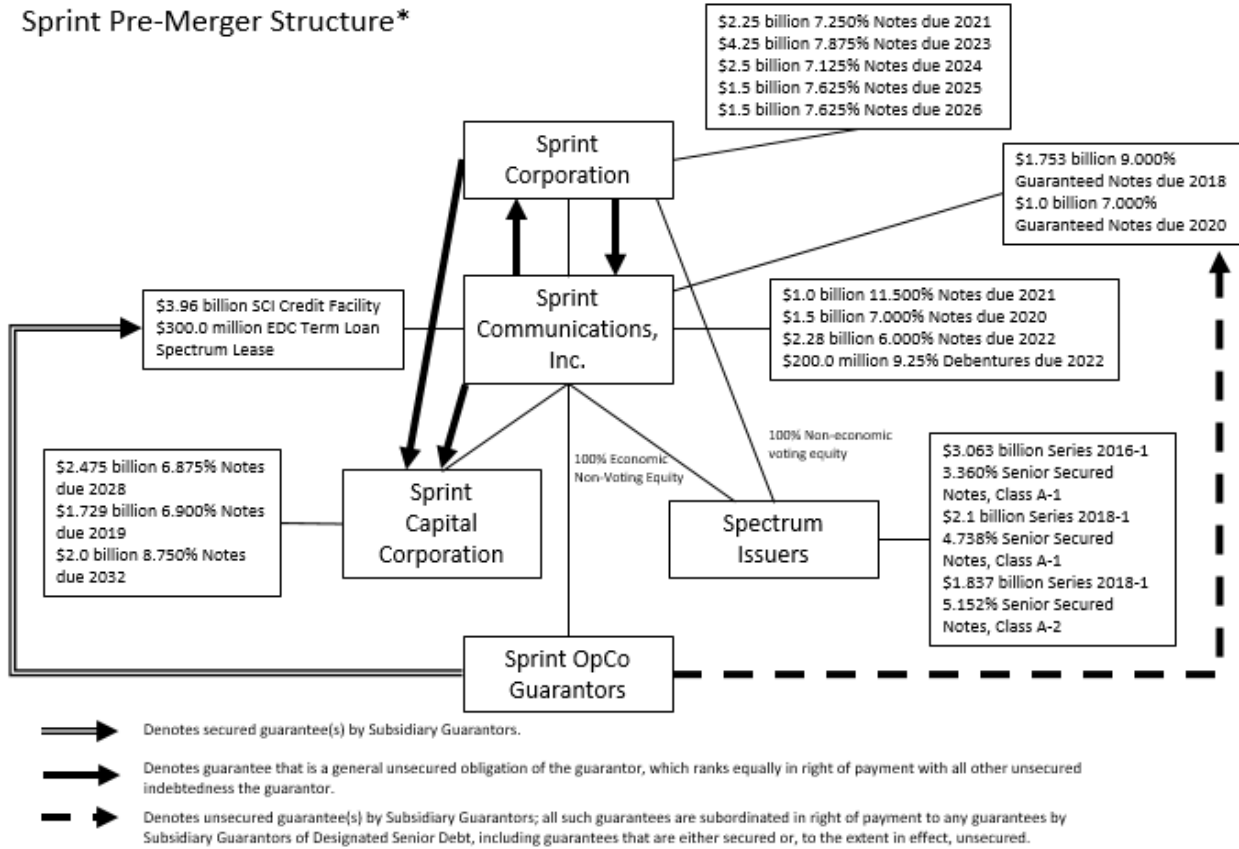 Sprint Pre-Merger Structure*
$2.25 billion 7.250% Notes due 2021
$4.25 billion 7.875% Notes due 2023
$2.5 billion 7.125% Notes due 2024
$1.5 billion 7.625% Notes due 2025
$1.5 billion 7.625% Notes due 2026
Sprint
Corporation
$1.753 billion 9.000%
Guaranteed Notes due 2018
$1.0 billion 7.000%
Guaranteed Notes due 2020
$3.96 billion SCI Credit Facility
$300.0 million EDC Term Loan
Spectrum Lease
Sprint
Communications,
Inc.
$1.0 billion 11.500% Notes due 2021
$1.5 billion 7.000% Notes due 2020
$2.28 billion 6.000% Notes due 2022
$200.0 million 9.25% Debentures due 2022
100% Economic
Non-Voting Equity
100% Non-economic
voting equity
$2.475 billion 6.875% Notes
due 2028
$1.729 billion 6.900% Notes
due 2019
$2.0 billion 8.750% Notes
due 2032
Sprint
Capital
Corporation
Spectrum
Issuers
$3.063 billion Series 2016-1
3.360% Senior Secured
Notes, Class A-1
$2.1 billion Series 2018-1
4.738% Senior Secured
Notes, Class A-1
$1.837 billion Series 2018-1
5.152% Senior Secured
Notes, Class A-2
Sprint OpCo
Guarantors
Denotes secured guarantee(s) by Subsidiary Guarantors.
Denotes guarantee that is a general unsecured obligation of the guarantor, which ranks equally in right of payment with all other unsecured
indebtedness the guarantor.
Denotes unsecured guarantee(s) by Subsidiary Guarantors; all such guarantees are subordinated in right of payment to any guarantees by
Subsidiary Guarantors of Designated Senior Debt, including guarantees that are either secured or, to the extent in effect, unsecured.